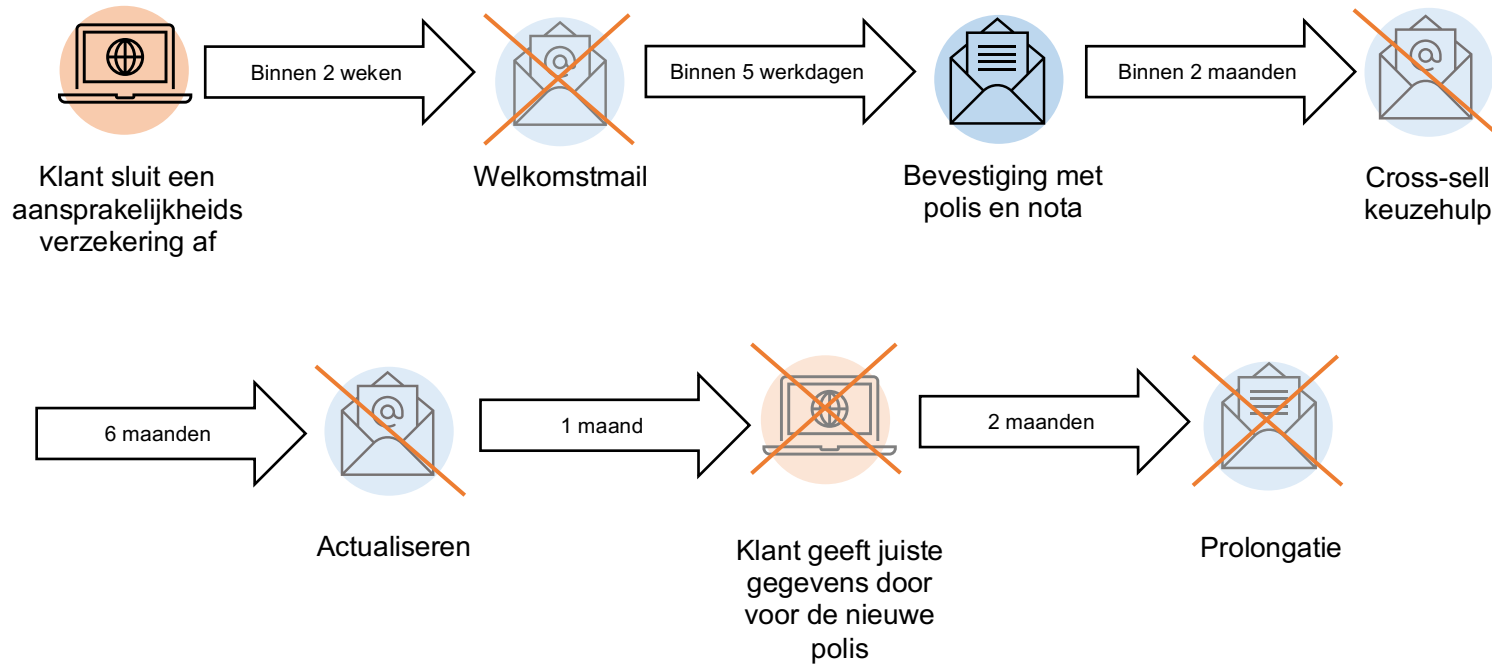 Binnen 2 weken
Binnen 5 werkdagen
Binnen 2 maanden
Klant sluit een
aansprakelijkheids
verzekering af
Welkomstmail
Bevestiging met
polis en nota
Cross-sell
keuzehulp
6 maanden
1 maand
2 maanden
Actualiseren
Klant geeft juiste
gegevens door
voor de nieuwe
polis
Prolongatie